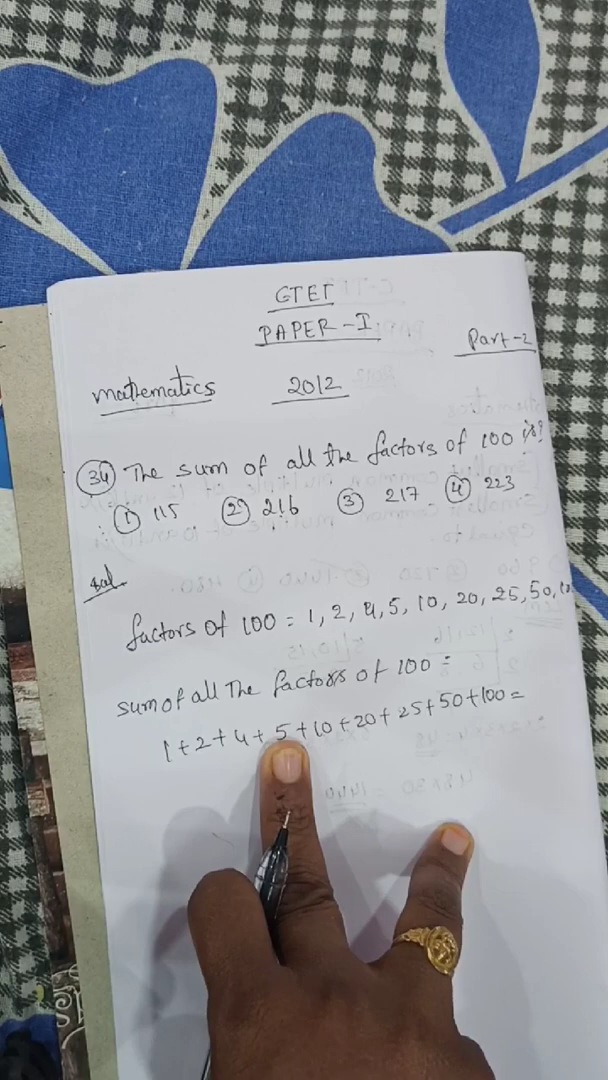 GTET
PAPER-I
Part-2
mathematics 2012
34 The sum of all the factors of 100 is?
1 115 2 216 3 217 4 223
Sol
factors of 100 = 1, 2, 4, 5, 10, 20, 25, 50, 10
sum of all The factors of 100 =
1+2+4+5+10+20+25+50+100=